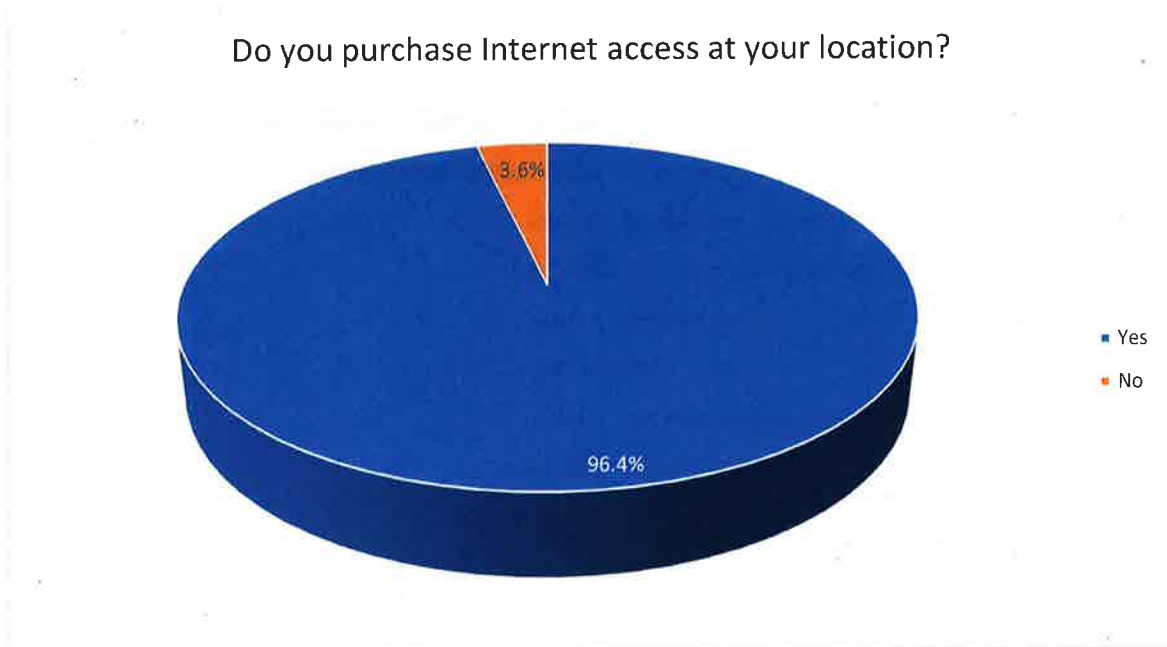 Do you purchase Internet access at your location?
3.6%
96.4%
Yes
No